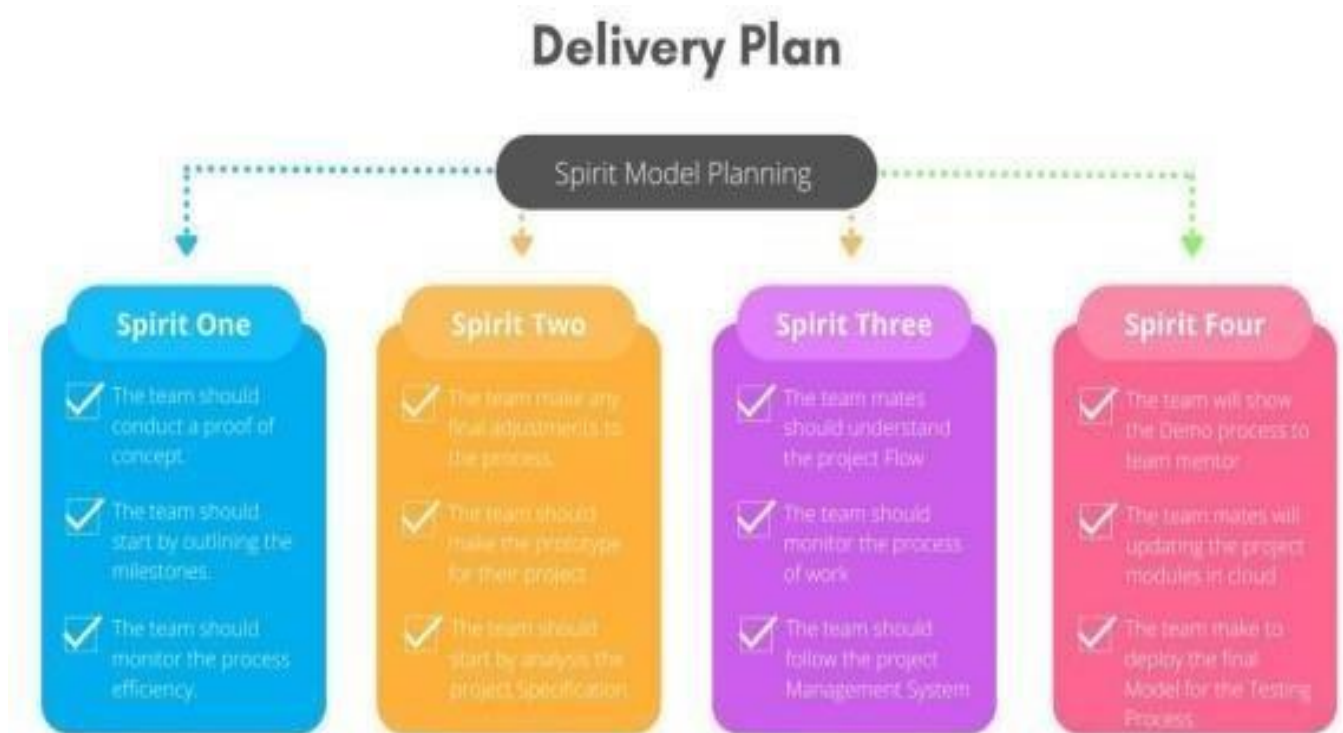 Delivery Plan
Spirit Model Planning
Spirit One
The team should
conduct a proof of
concept.
The team should
start by outlining the
milestones.
The team should
monitor the process
efficiency.
Spirit Two
The team make any
final adjustments to
the process.
The team should
make the prototype
for their project
The team should
start by analysis the
project Specification
Spirit Three
The team mates
should understand
the project Flow
The team should
monitor the process
of work
The team should
follow the project
Management System
Spirit Four
The team will show
the Demo process to
team mentor
The team mates will
updating the project
modules in cloud
The team make to
deploy the final
Model for the Testing
Process